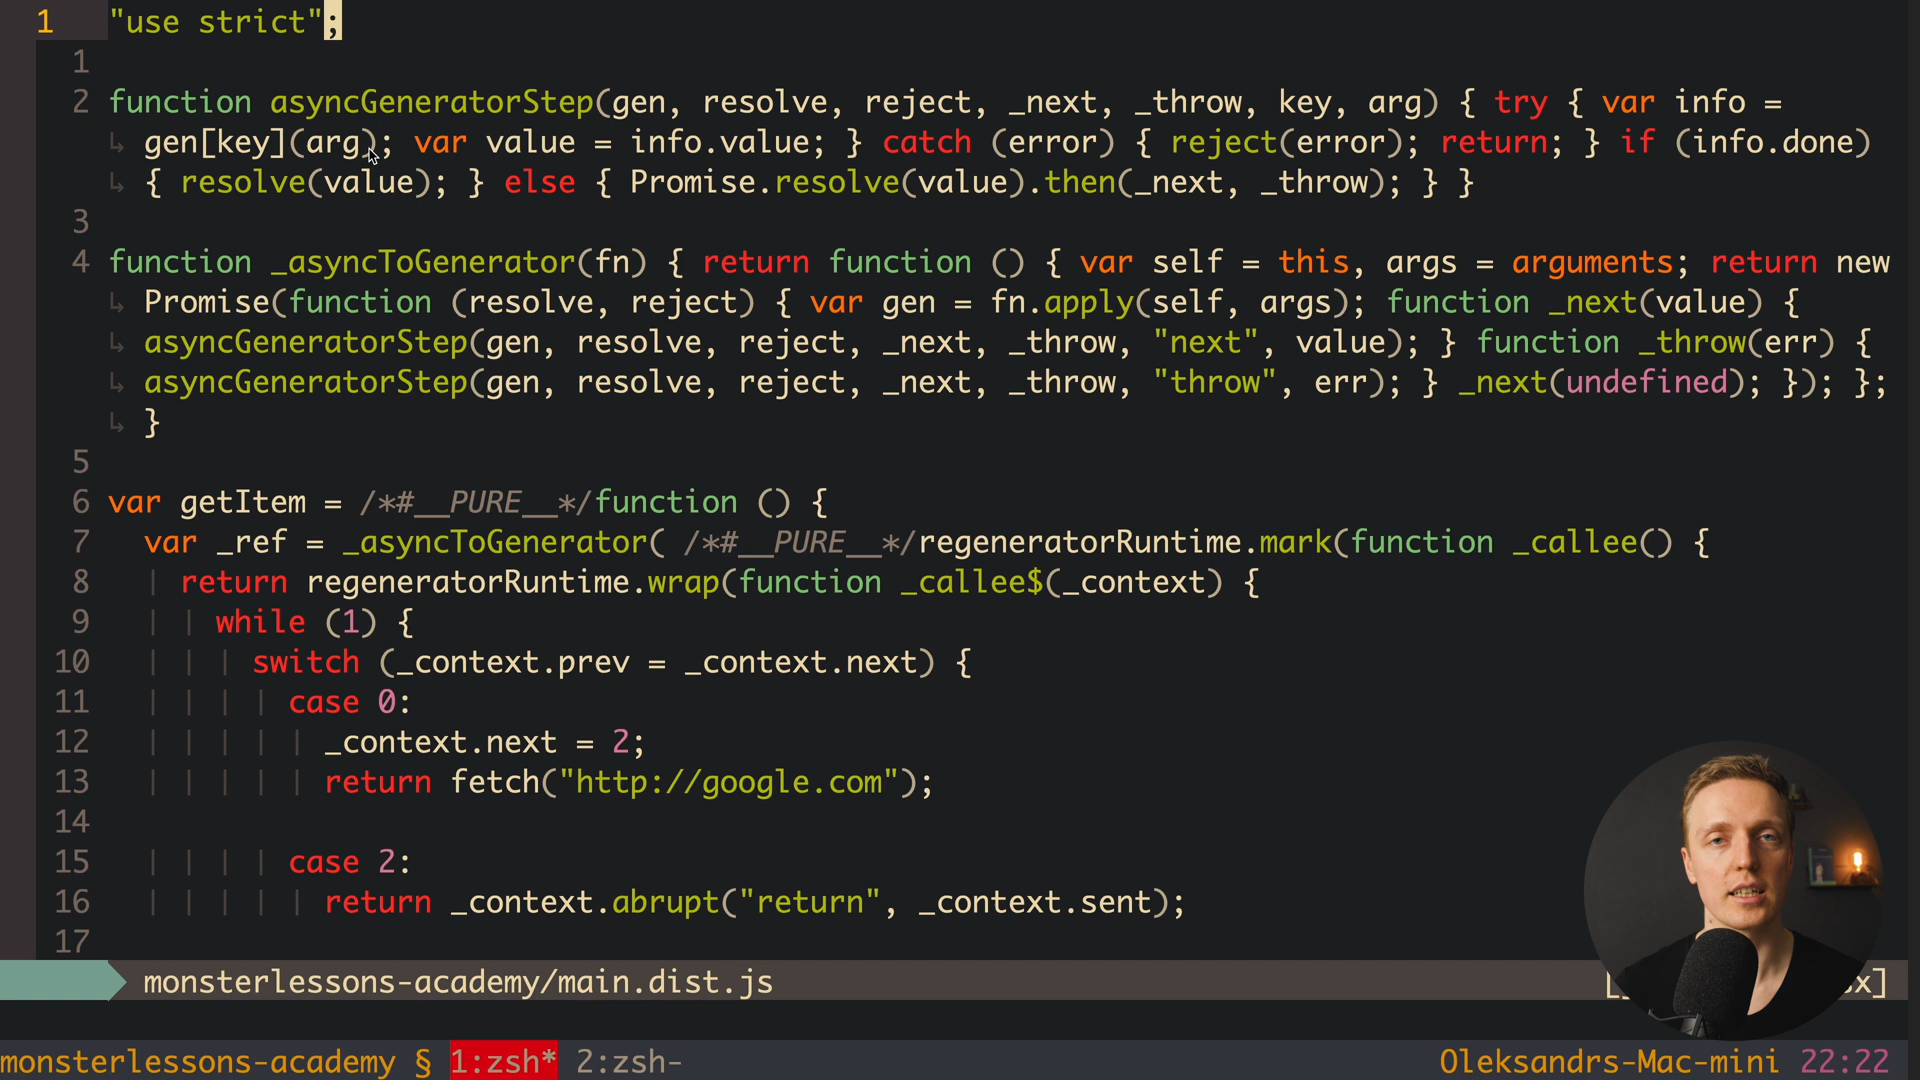 1 "use strict";
1
2 function asyncGeneratorStep(gen, resolve, reject, _next, _throw, key, arg) { try { var info =
↳ gen[key](arg); var value = info.value; } catch (error) { reject(error); return; } if (info.done)
↳ { resolve(value); } else { Promise.resolve(value).then(_next, _throw); } }
3
4 function _asyncToGenerator(fn) { return function () { var self = this, args = arguments; return new
↳ Promise(function (resolve, reject) { var gen = fn.apply(self, args); function _next(value) {
↳ asyncGeneratorStep(gen, resolve, reject, _next, _throw, "next", value); } function _throw(err) {
↳ asyncGeneratorStep(gen, resolve, reject, _next, _throw, "throw", err); } _next(undefined); }); };
↳ }
5
6 var getItem = /*#__PURE__*/function () {
7 var _ref = _asyncToGenerator( /*#__PURE__*/regeneratorRuntime.mark(function _callee() {
8 return regeneratorRuntime.wrap(function _callee$(_context) {
9 while (1) {
10 switch (_context.prev = _context.next) {
11 case 0:
12 _context.next = 2;
13 return fetch("http://google.com");
14
15 case 2:
16 return _context.abrupt("return", _context.sent);
17
monsterlessons-academy/main.dist.js
monsterlessons-academy § 1:zsh* 2:zsh- Oleksandrs-Mac-mini 22:22